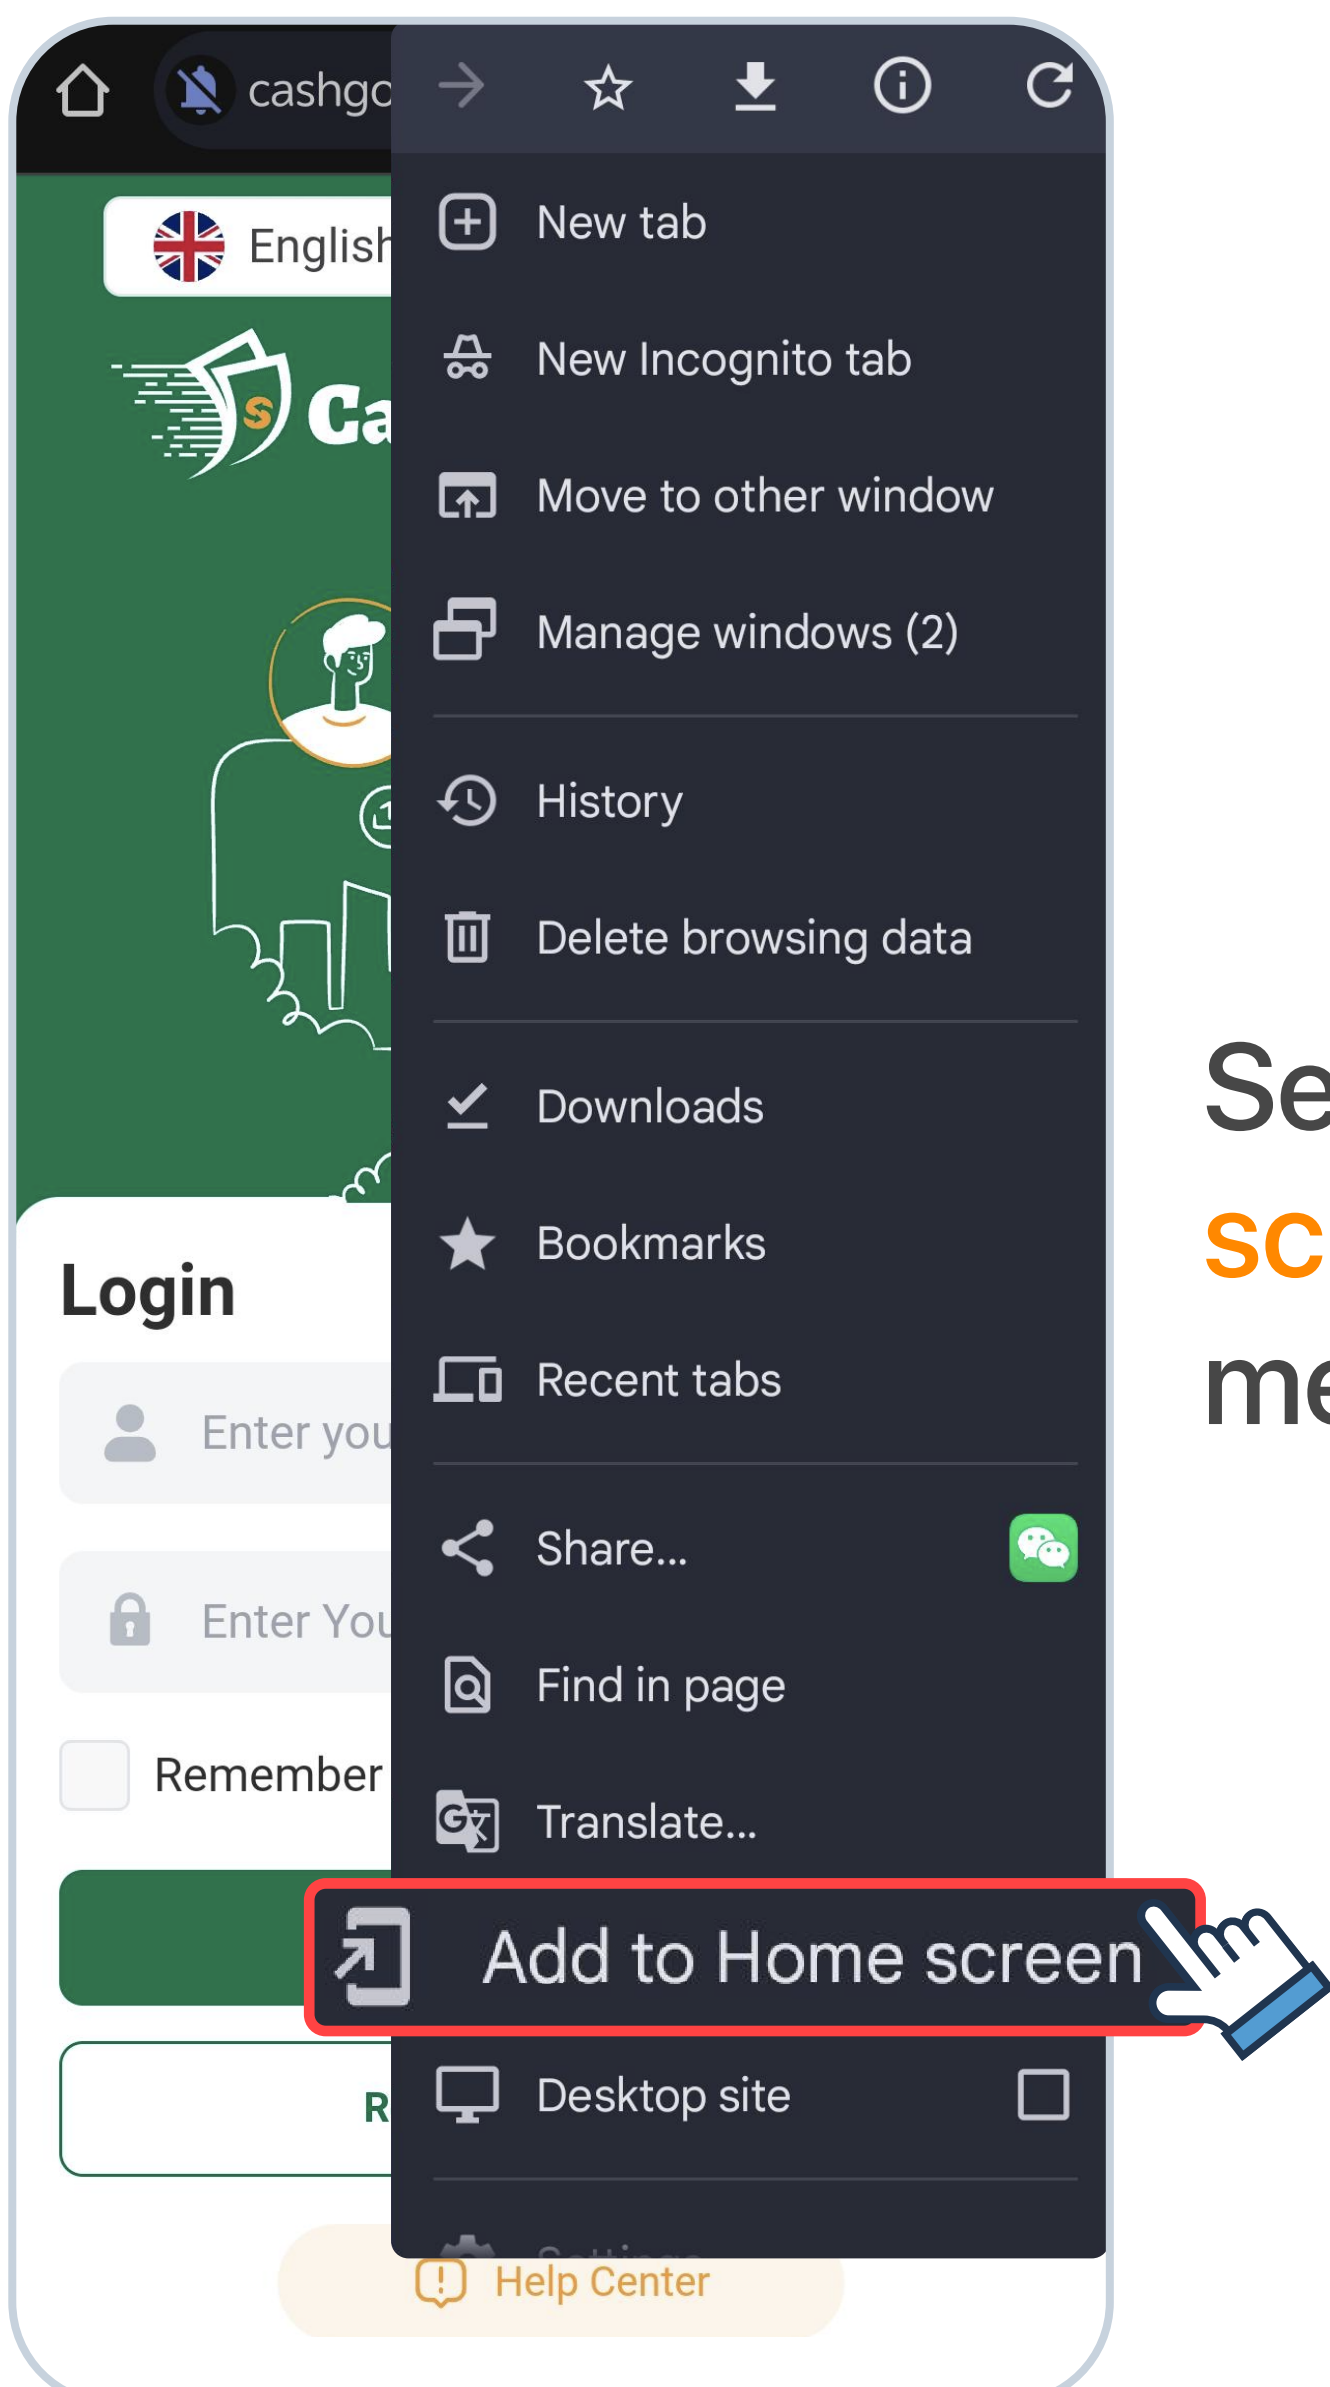 cashgo
English
Ca
New tab
New Incognito tab
Move to other window
Manage windows (2)
History
Delete browsing data
Downloads
Bookmarks
Recent tabs
Share...
Find in page
Translate...
Add to Home screen
Desktop site
Settings
Login
Enter you
Enter You
Remember
R
Help Center
Se
sc
me